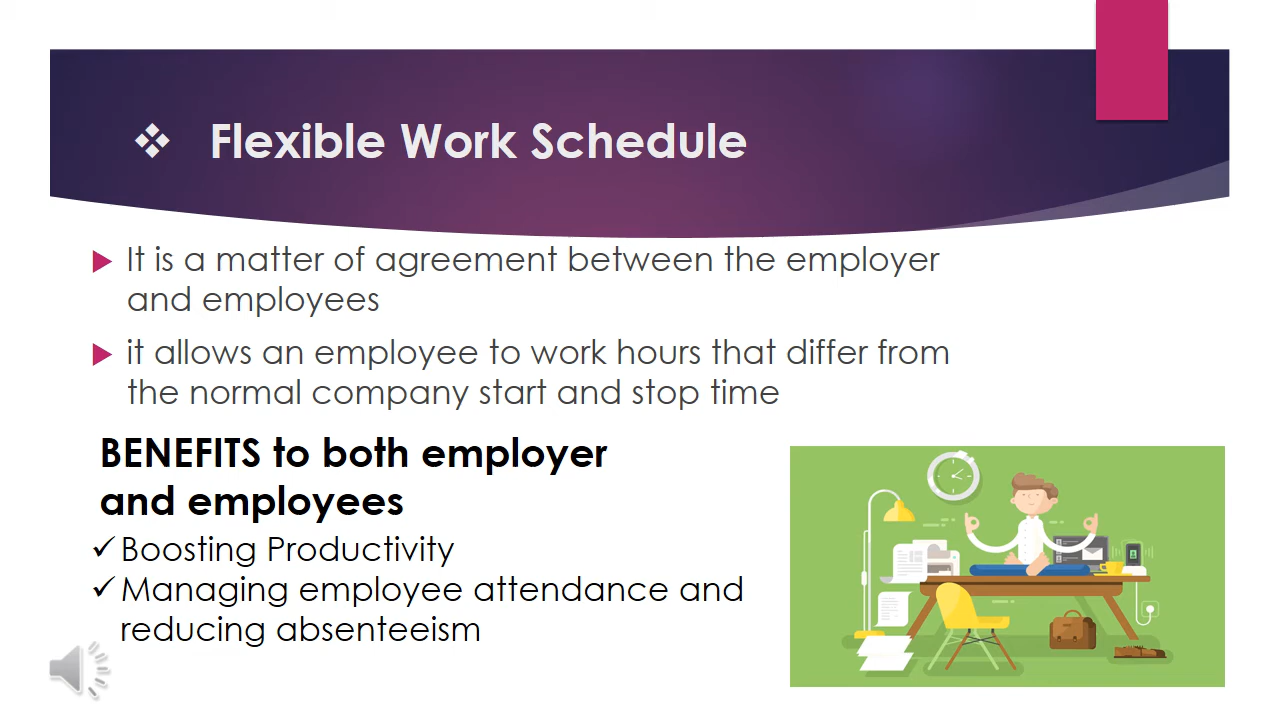 ❖ Flexible Work Schedule
It is a matter of agreement between the employer
and employees
it allows an employee to work hours that differ from
the normal company start and stop time
BENEFITS to both employer
and employees
✓Boosting Productivity
✓Managing employee attendance and
reducing absenteeism